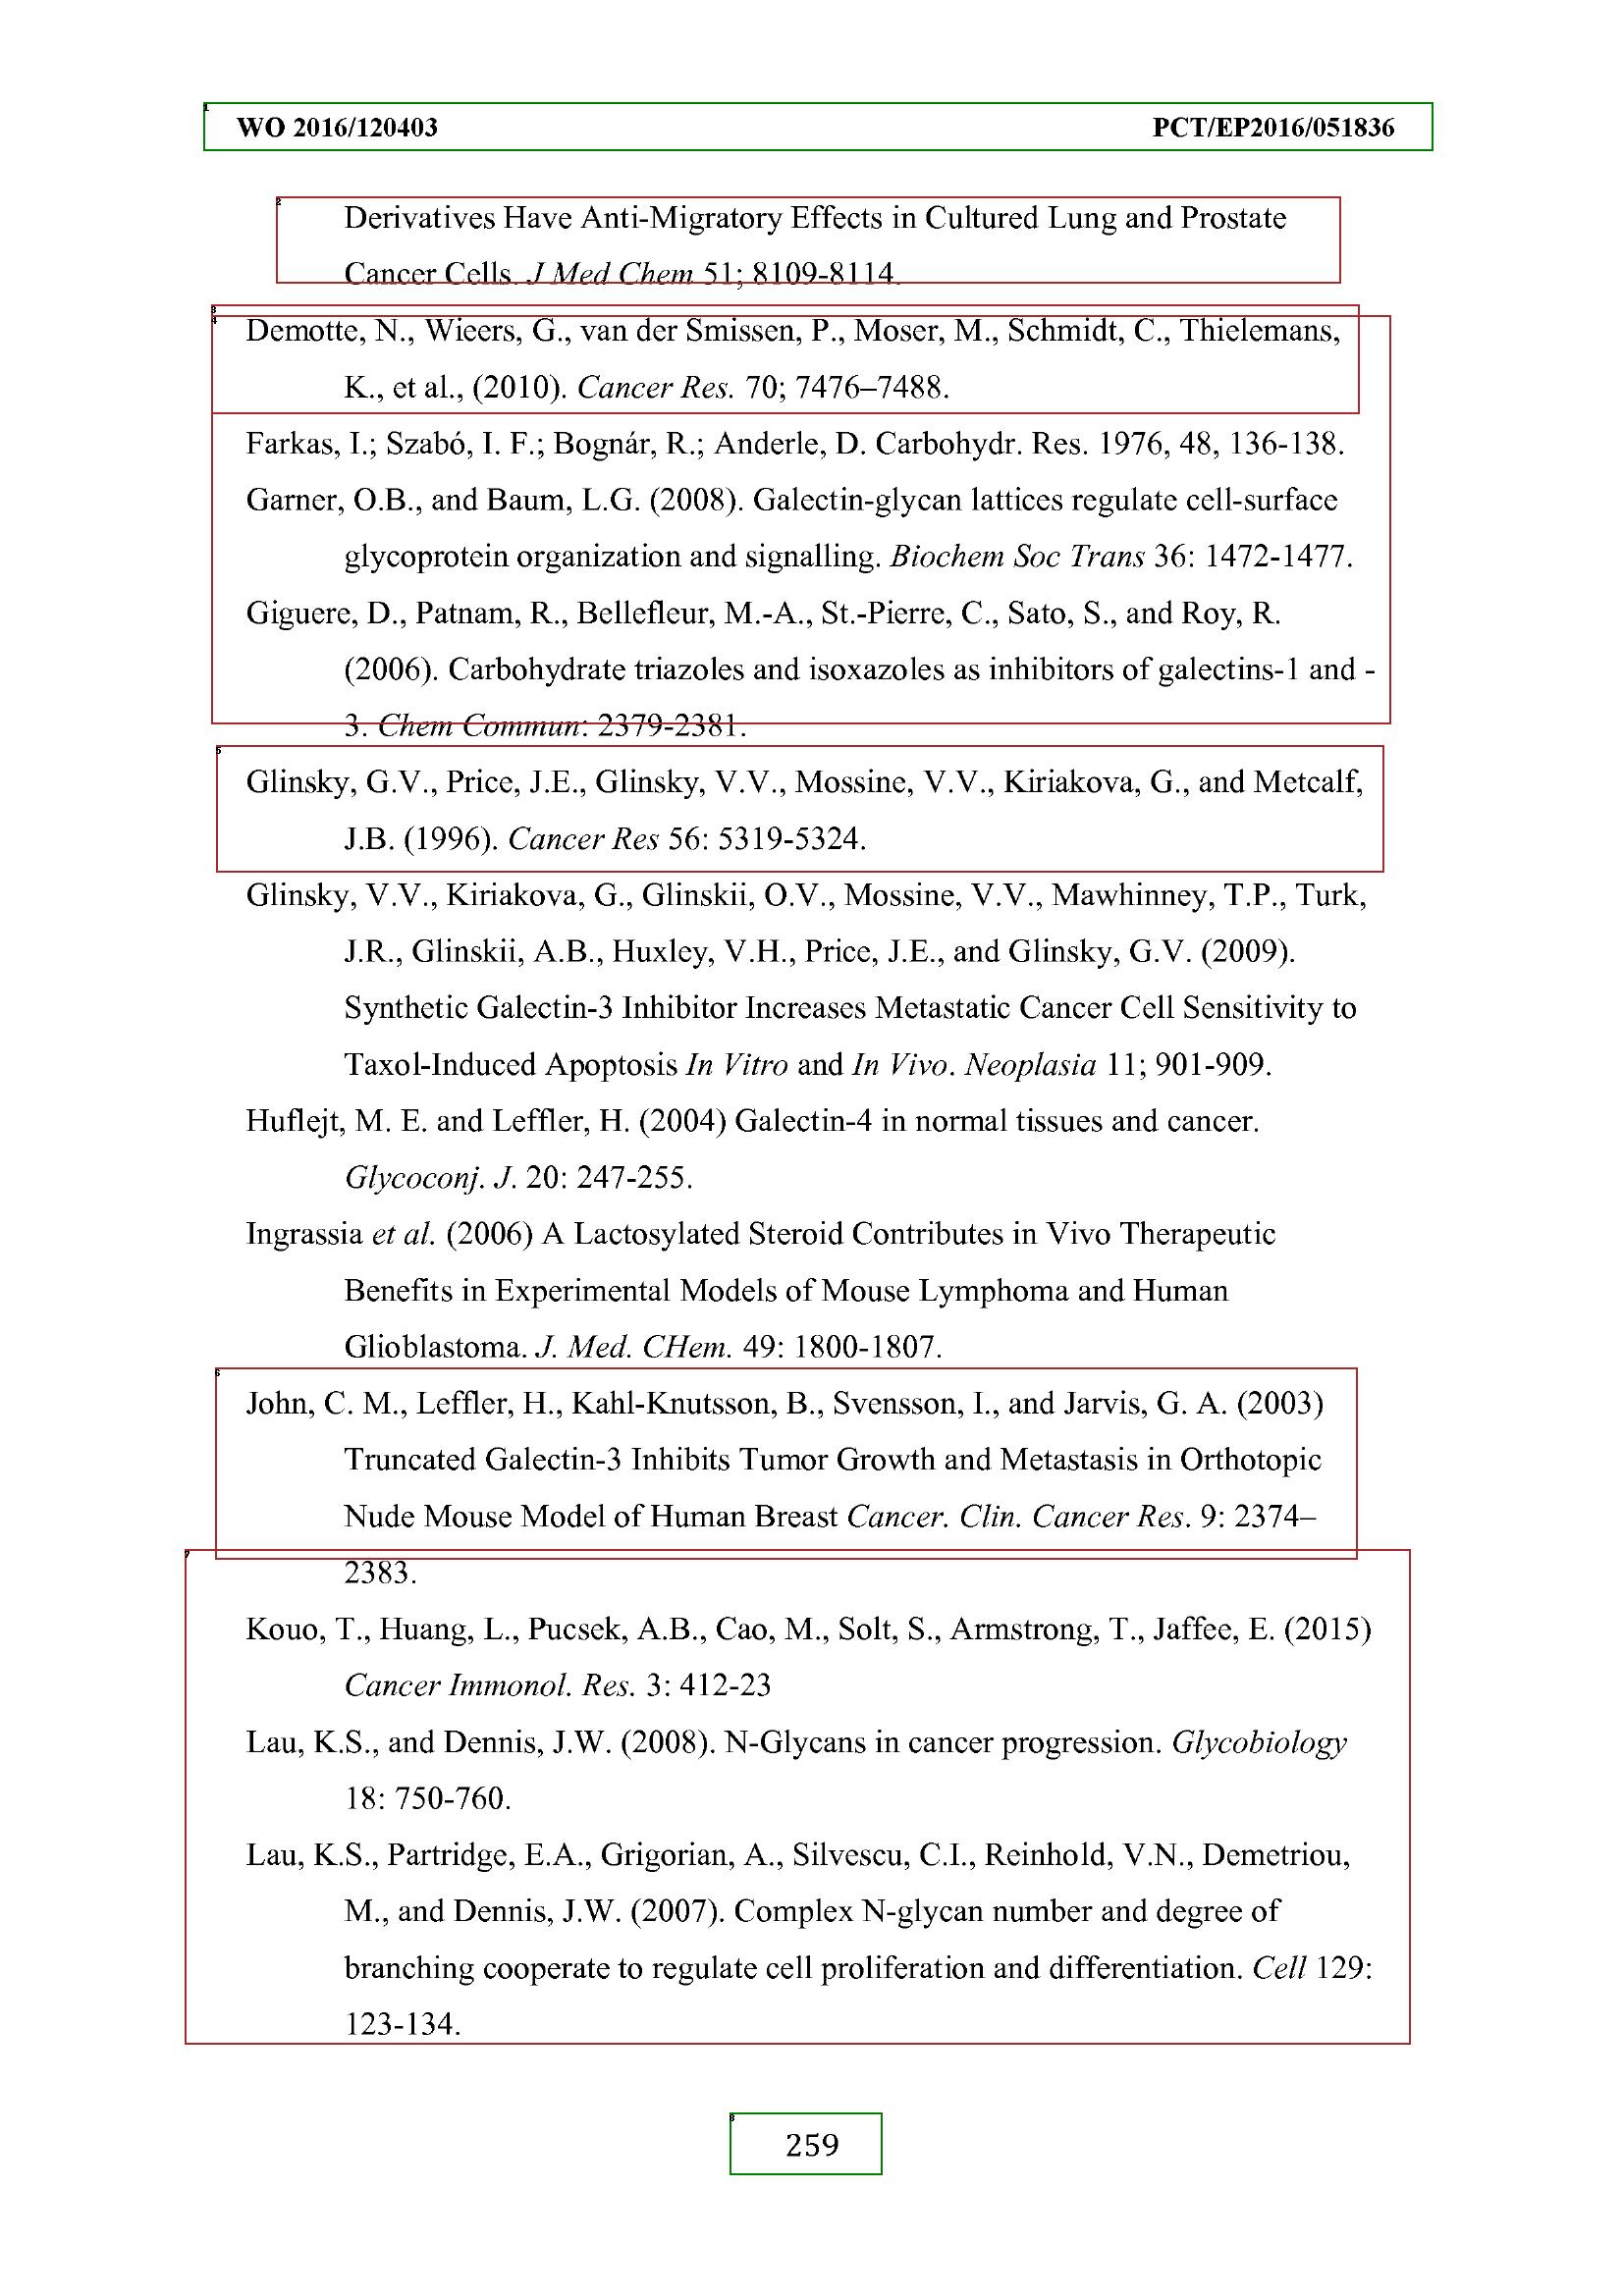 WO 2016/120403 PCT/EP2016/051836
Derivatives Have Anti-Migratory Effects in Cultured Lung and Prostate
Cancer Cells. J Med Chem 51; 8109-8114.
Demotte, N., Wieers, G., van der Smissen, P., Moser, M., Schmidt, C., Thielemans,
K., et al., (2010). Cancer Res. 70; 7476–7488.
Farkas, I.; Szabó, I. F.; Bognár, R.; Anderle, D. Carbohydr. Res. 1976, 48, 136-138.
Garner, O.B., and Baum, L.G. (2008). Galectin-glycan lattices regulate cell-surface
glycoprotein organization and signalling. Biochem Soc Trans 36: 1472-1477.
Giguere, D., Patnam, R., Bellefleur, M.-A., St.-Pierre, C., Sato, S., and Roy, R.
(2006). Carbohydrate triazoles and isoxazoles as inhibitors of galectins-1 and -
3. Chem Commun: 2379-2381.
Glinsky, G.V., Price, J.E., Glinsky, V.V., Mossine, V.V., Kiriakova, G., and Metcalf,
J.B. (1996). Cancer Res 56: 5319-5324.
Glinsky, V.V., Kiriakova, G., Glinskii, O.V., Mossine, V.V., Mawhinney, T.P., Turk,
J.R., Glinskii, A.B., Huxley, V.H., Price, J.E., and Glinsky, G.V. (2009).
Synthetic Galectin-3 Inhibitor Increases Metastatic Cancer Cell Sensitivity to
Taxol-Induced Apoptosis In Vitro and In Vivo. Neoplasia 11; 901-909.
Huflejt, M. E. and Leffler, H. (2004) Galectin-4 in normal tissues and cancer.
Glycoconj. J. 20: 247-255.
Ingrassia et al. (2006) A Lactosylated Steroid Contributes in Vivo Therapeutic
Benefits in Experimental Models of Mouse Lymphoma and Human
Glioblastoma. J. Med. CHem. 49: 1800-1807.
John, C. M., Leffler, H., Kahl-Knutsson, B., Svensson, I., and Jarvis, G. A. (2003)
Truncated Galectin-3 Inhibits Tumor Growth and Metastasis in Orthotopic
Nude Mouse Model of Human Breast Cancer. Clin. Cancer Res. 9: 2374–
2383.
Kouo, T., Huang, L., Pucsek, A.B., Cao, M., Solt, S., Armstrong, T., Jaffee, E. (2015)
Cancer Immonol. Res. 3: 412-23
Lau, K.S., and Dennis, J.W. (2008). N-Glycans in cancer progression. Glycobiology
18: 750-760.
Lau, K.S., Partridge, E.A., Grigorian, A., Silvescu, C.I., Reinhold, V.N., Demetriou,
M., and Dennis, J.W. (2007). Complex N-glycan number and degree of
branching cooperate to regulate cell proliferation and differentiation. Cell 129:
123-134.
259